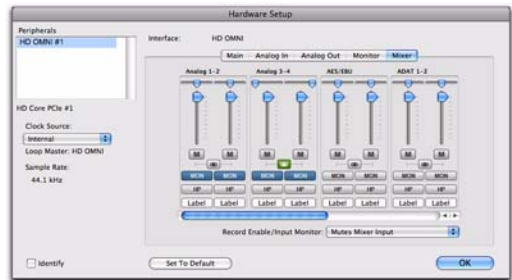 Hardware Setup
Peripherals
HD OMNI #1
Interface: HD OMNI
Main Analog In Analog Out Monitor Mixer
Analog 1-2 Analog 3-4 AES/EBU ADAT 1-2
HD Core PCIe #1
Clock Source:
Internal
Loop Master: HD OMNI
Sample Rate:
44.1 kHz
M M M M M M M M
MON MON MON MON MON MON MON MON
HP HP HP HP HP HP HP HP
Label Label Label Label Label Label Label Label
Record Enable/Input Monitor: Mutes Mixer Input
Identify Set To Default OK